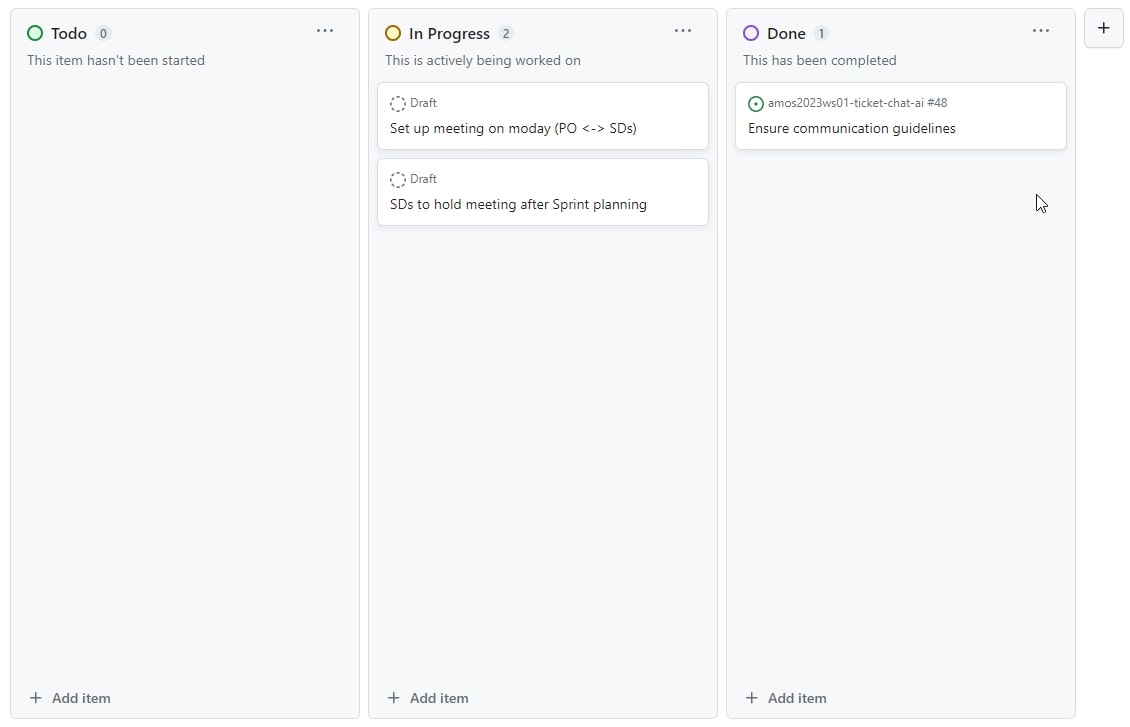 Todo 0
This item hasn't been started
Add item
In Progress 2
This is actively being worked on
Draft
Set up meeting on moday (PO <-> SDs)
Draft
SDs to hold meeting after Sprint planning
Add item
Done 1
This has been completed
amos2023ws01-ticket-chat-ai #48
Ensure communication guidelines
Add item